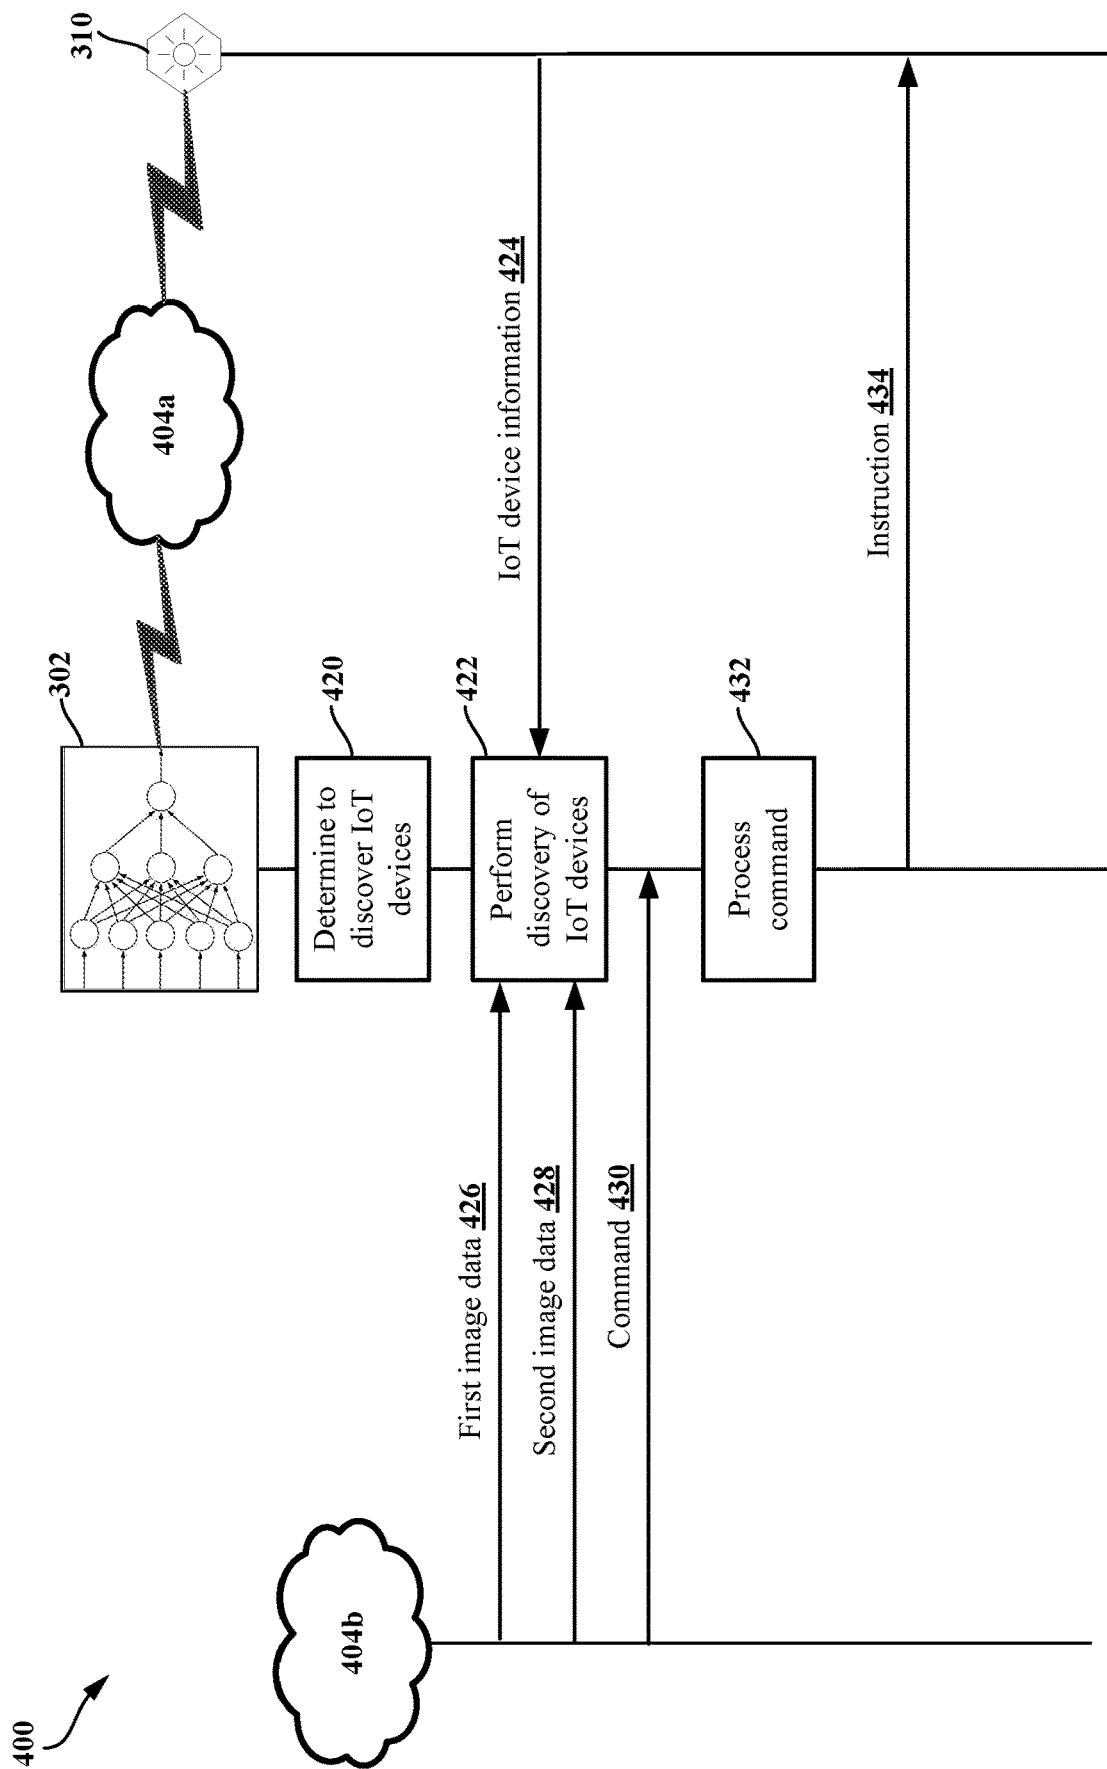 400
404b
302
404a
310
Determine to
discover IoT
devices
420
Perform
discovery of
IoT devices
422
IoT device information 424
First image data 426
Second image data 428
Command 430
Process
command
432
Instruction 434